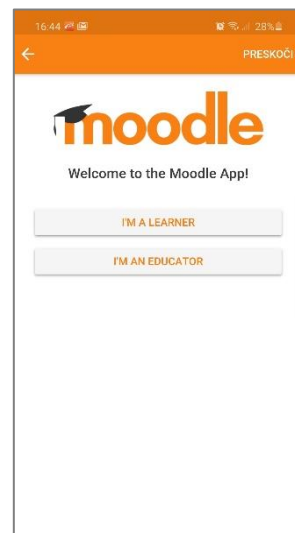 16:44 28%
PRESKOČI
moodle
Welcome to the Moodle App!
I'M A LEARNER
I'M AN EDUCATOR